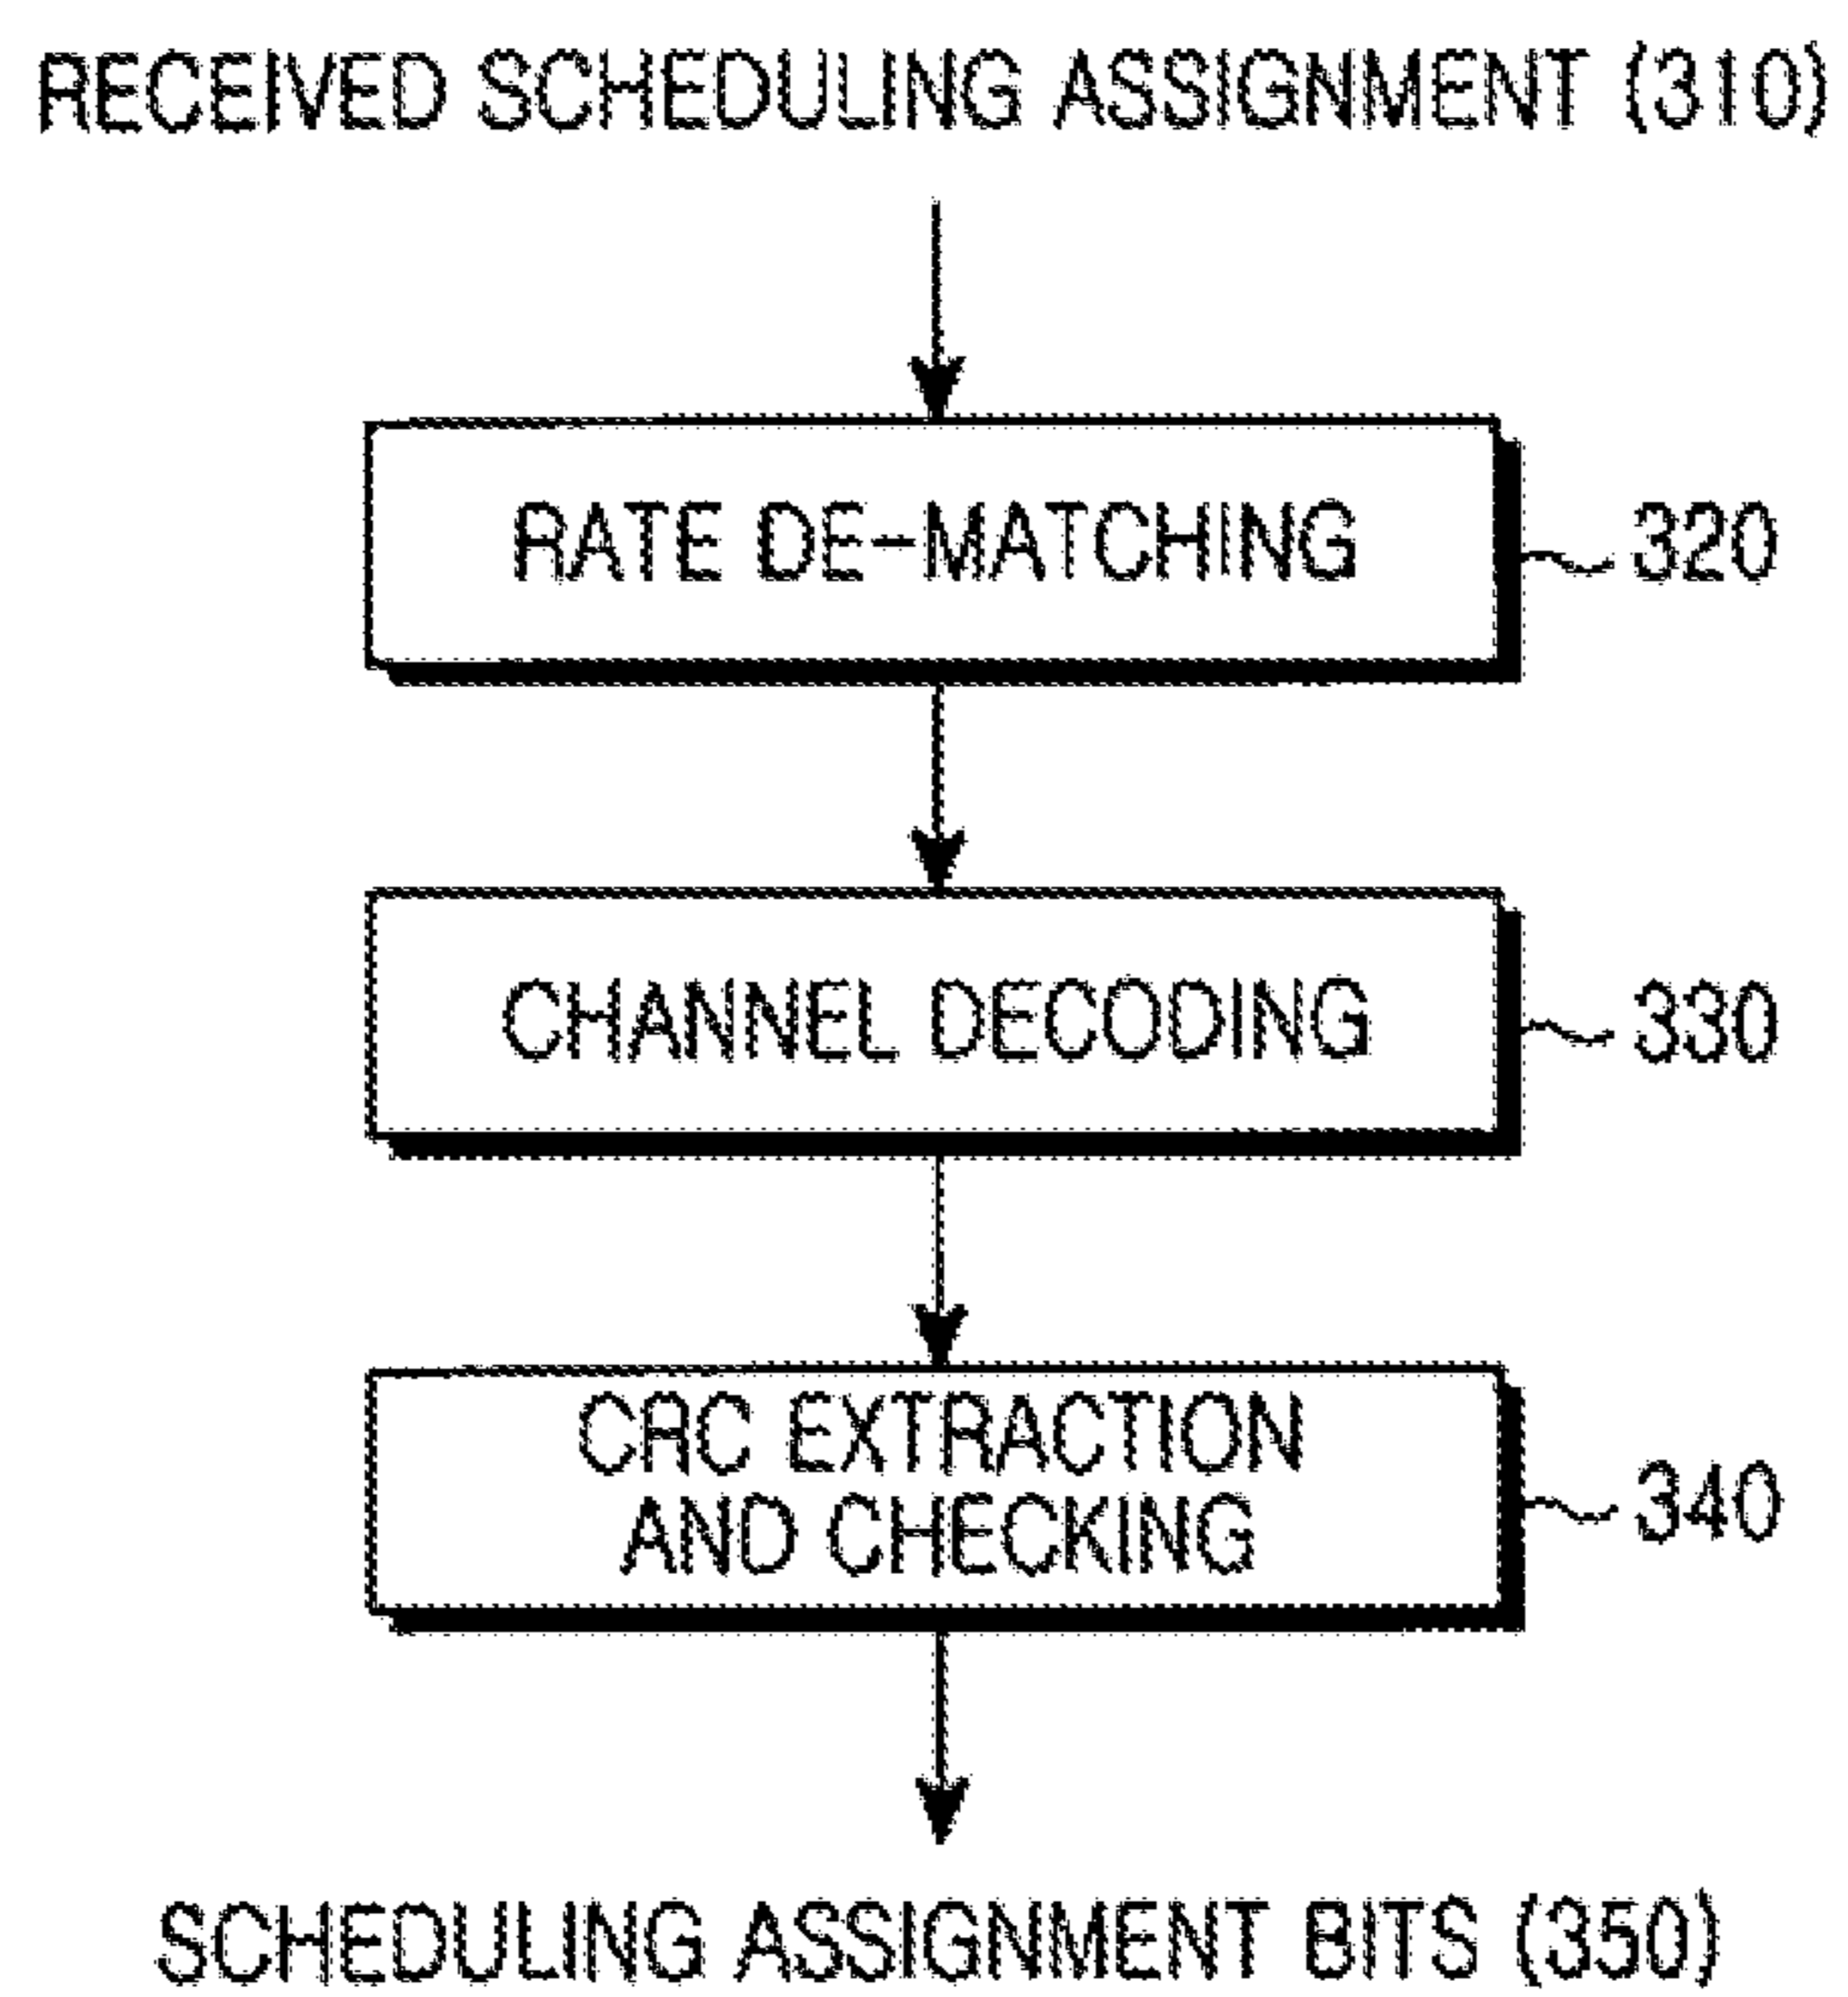 RECEIVED SCHEDULING ASSIGNMENT (310)
RATE DE-MATCHING
320
CHANNEL DECODING
330
CRC EXTRACTION
AND CHECKING
340
SCHEDULING ASSIGNMENT BITS (350)